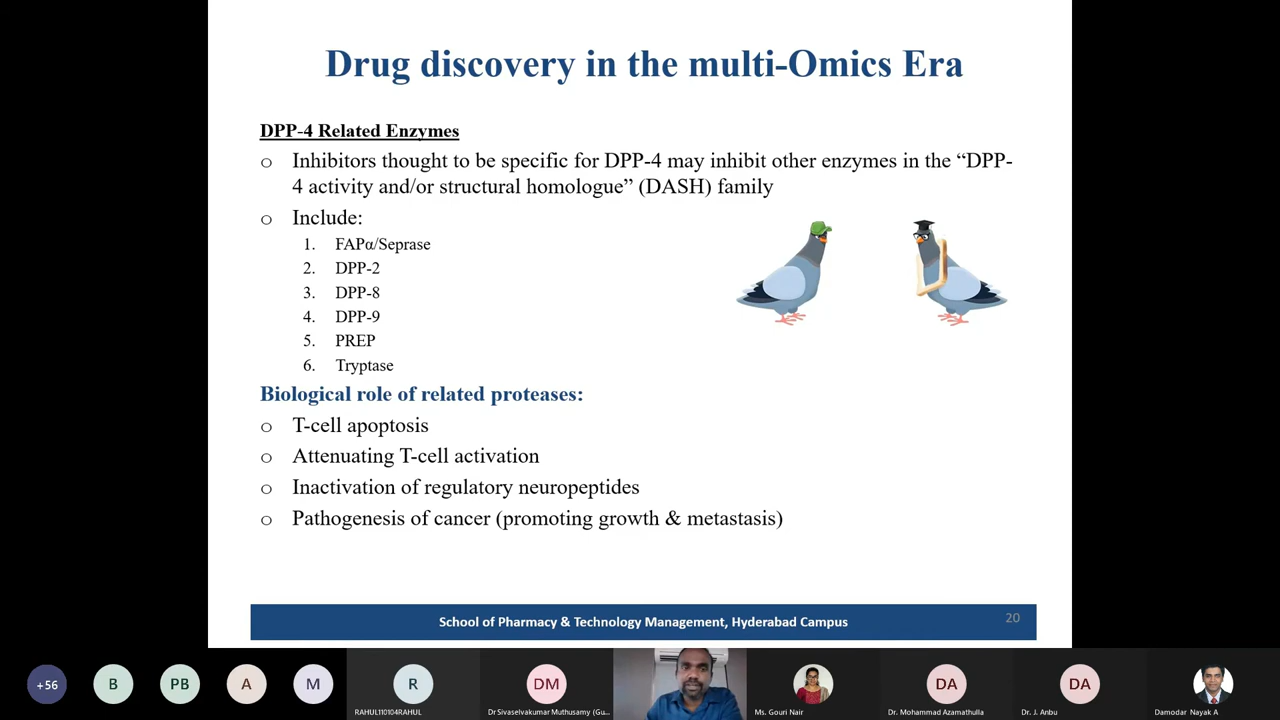 Drug discovery in the multi-Omics Era
DPP-4 Related Enzymes
o Inhibitors thought to be specific for DPP-4 may inhibit other enzymes in the “DPP-
4 activity and/or structural homologue” (DASH) family
o Include:
1. FAPα/Seprase
2. DPP-2
3. DPP-8
4. DPP-9
5. PREP
6. Tryptase
Biological role of related proteases:
o T-cell apoptosis
o Attenuating T-cell activation
o Inactivation of regulatory neuropeptides
o Pathogenesis of cancer (promoting growth & metastasis)
School of Pharmacy & Technology Management, Hyderabad Campus
20
+56
B
PB
A
M
R
DM
DA
DA
RAHUL110104RAHUL
Dr Sivaselvakumar Muthusamy (Gu...
Ms. Gouri Nair
Dr. Mohammad Azamathulla
Dr. J. Anbu
Damodar Nayak A